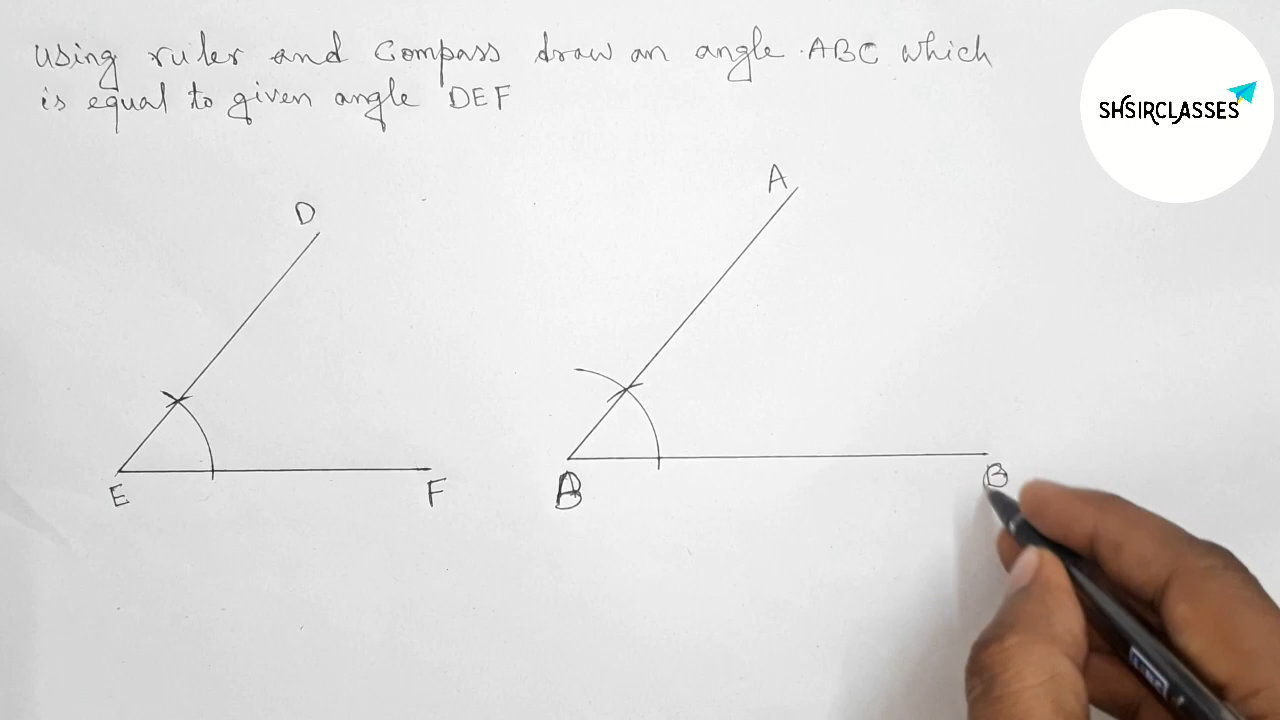 using ruler and Compass draw an angle .ABC which
is equal to given angle DEF
SHSIRCLASSES
A
D
E
F
B
B